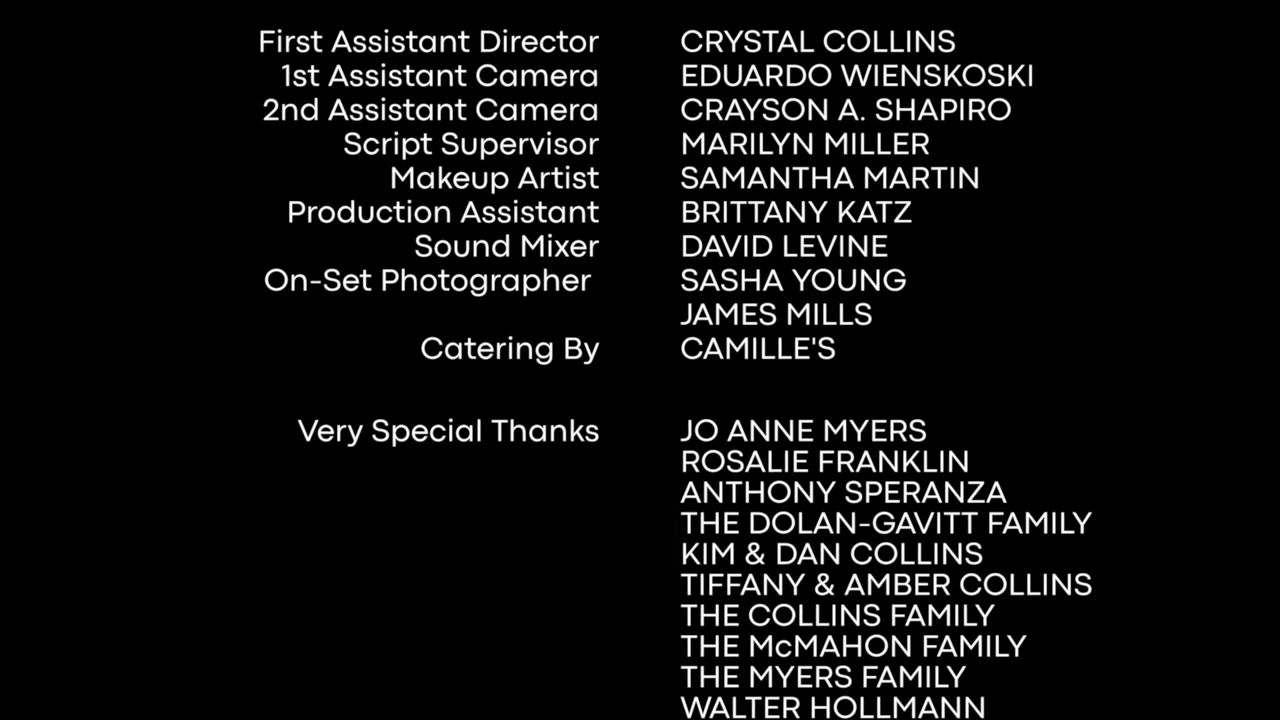 First Assistant Director CRYSTAL COLLINS
1st Assistant Camera EDUARDO WIENSKOSKI
2nd Assistant Camera CRAYSON A. SHAPIRO
Script Supervisor MARILYN MILLER
Makeup Artist SAMANTHA MARTIN
Production Assistant BRITTANY KATZ
Sound Mixer DAVID LEVINE
On-Set Photographer SASHA YOUNG
JAMES MILLS
Catering By CAMILLE'S
Very Special Thanks JO ANNE MYERS
ROSALIE FRANKLIN
ANTHONY SPERANZA
THE DOLAN-GAVITT FAMILY
KIM & DAN COLLINS
TIFFANY & AMBER COLLINS
THE COLLINS FAMILY
THE McMAHON FAMILY
THE MYERS FAMILY
WALTER HOLLMANN